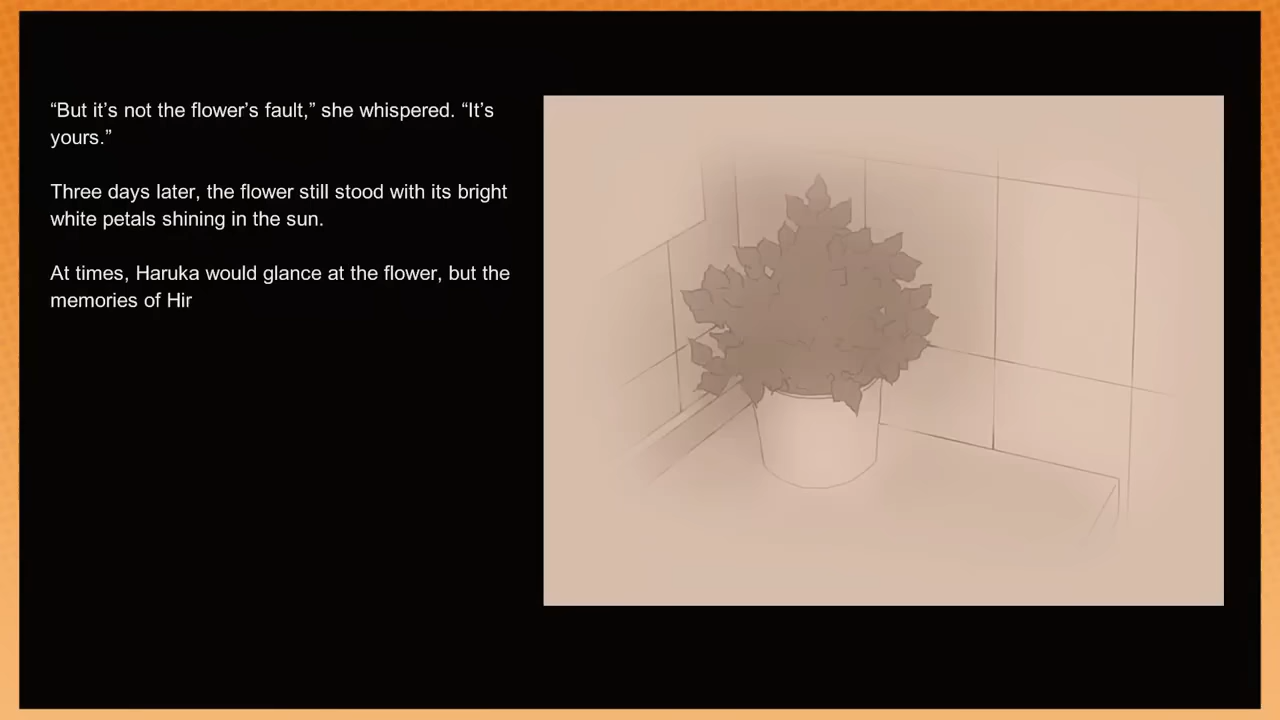 “But it’s not the flower’s fault,” she whispered. “It’s
yours.”
Three days later, the flower still stood with its bright
white petals shining in the sun.
At times, Haruka would glance at the flower, but the
memories of Hir